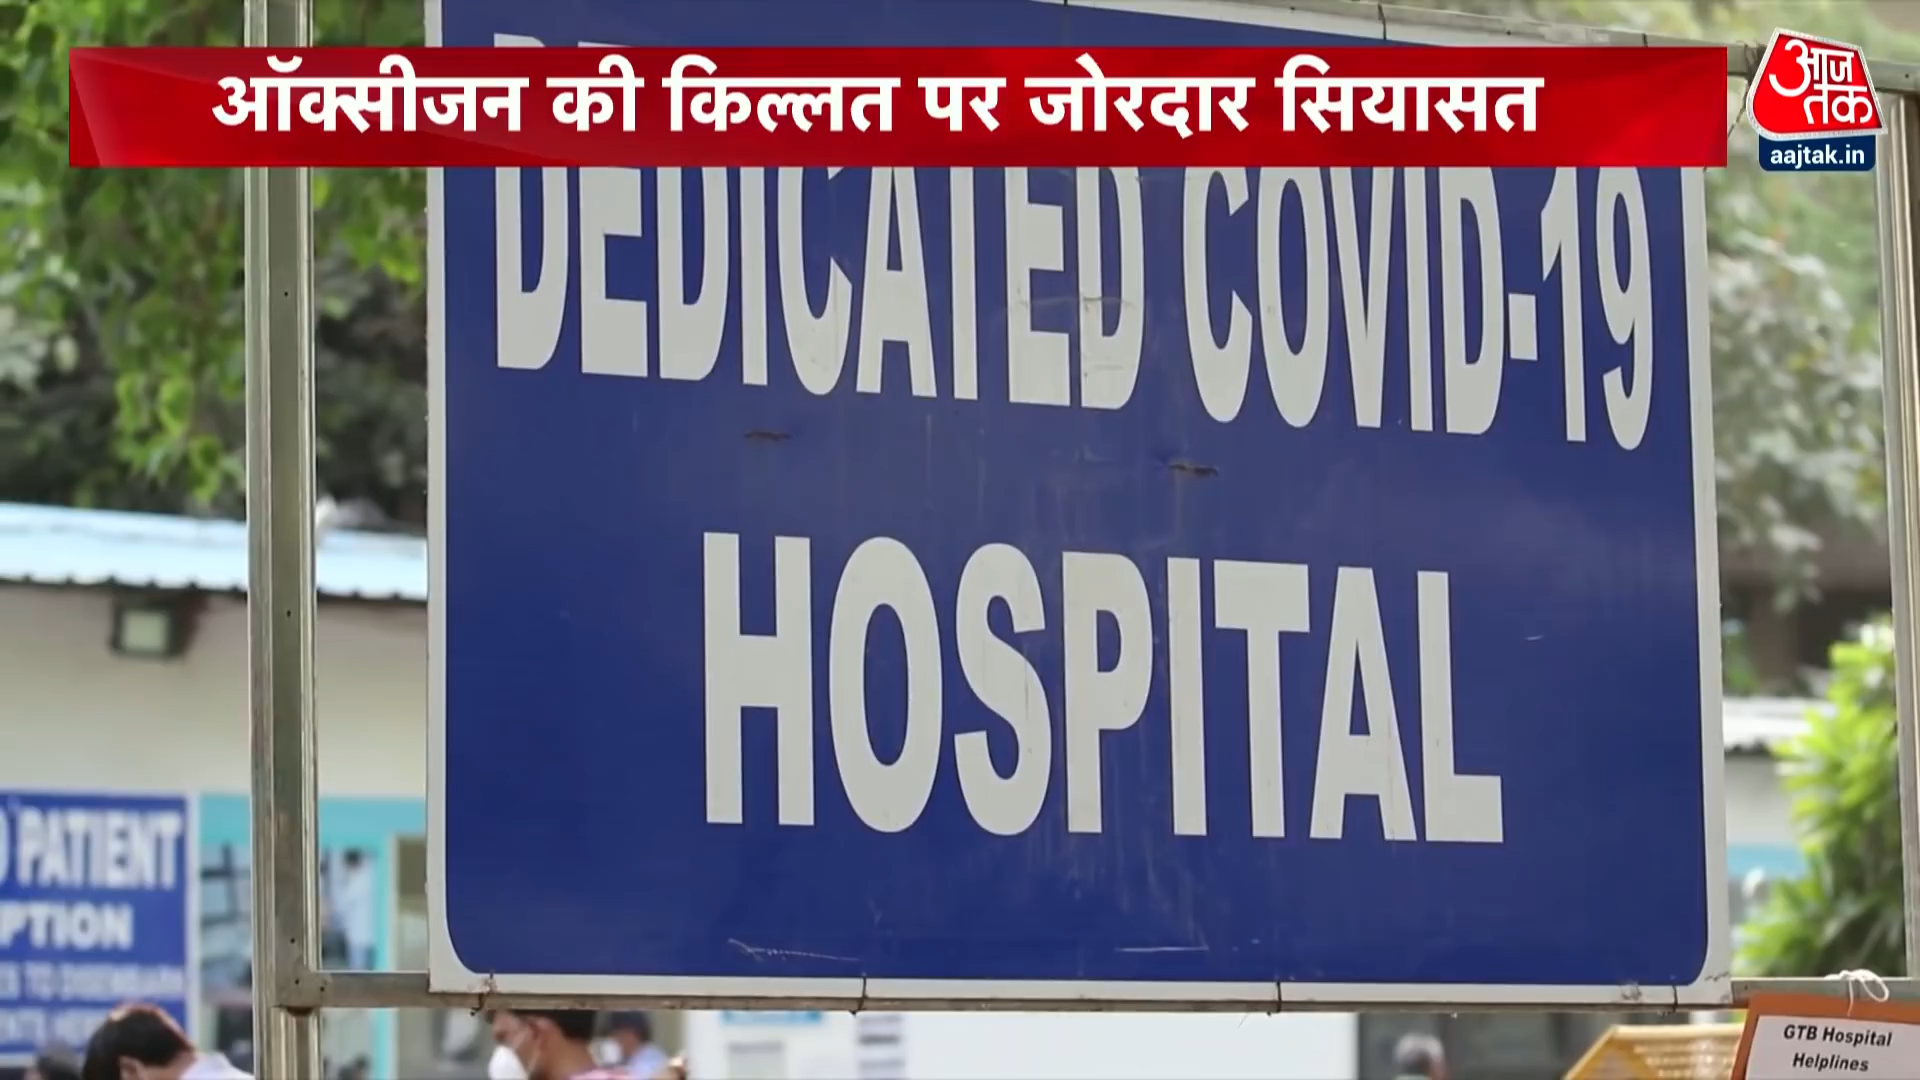 ऑक्सीजन की किल्लत पर जोरदार सियासत
आज
तक
aajtak.in
DEDICATED COVID-19
HOSPITAL
PATIENT
PTION
GTB Hospital
Helplines